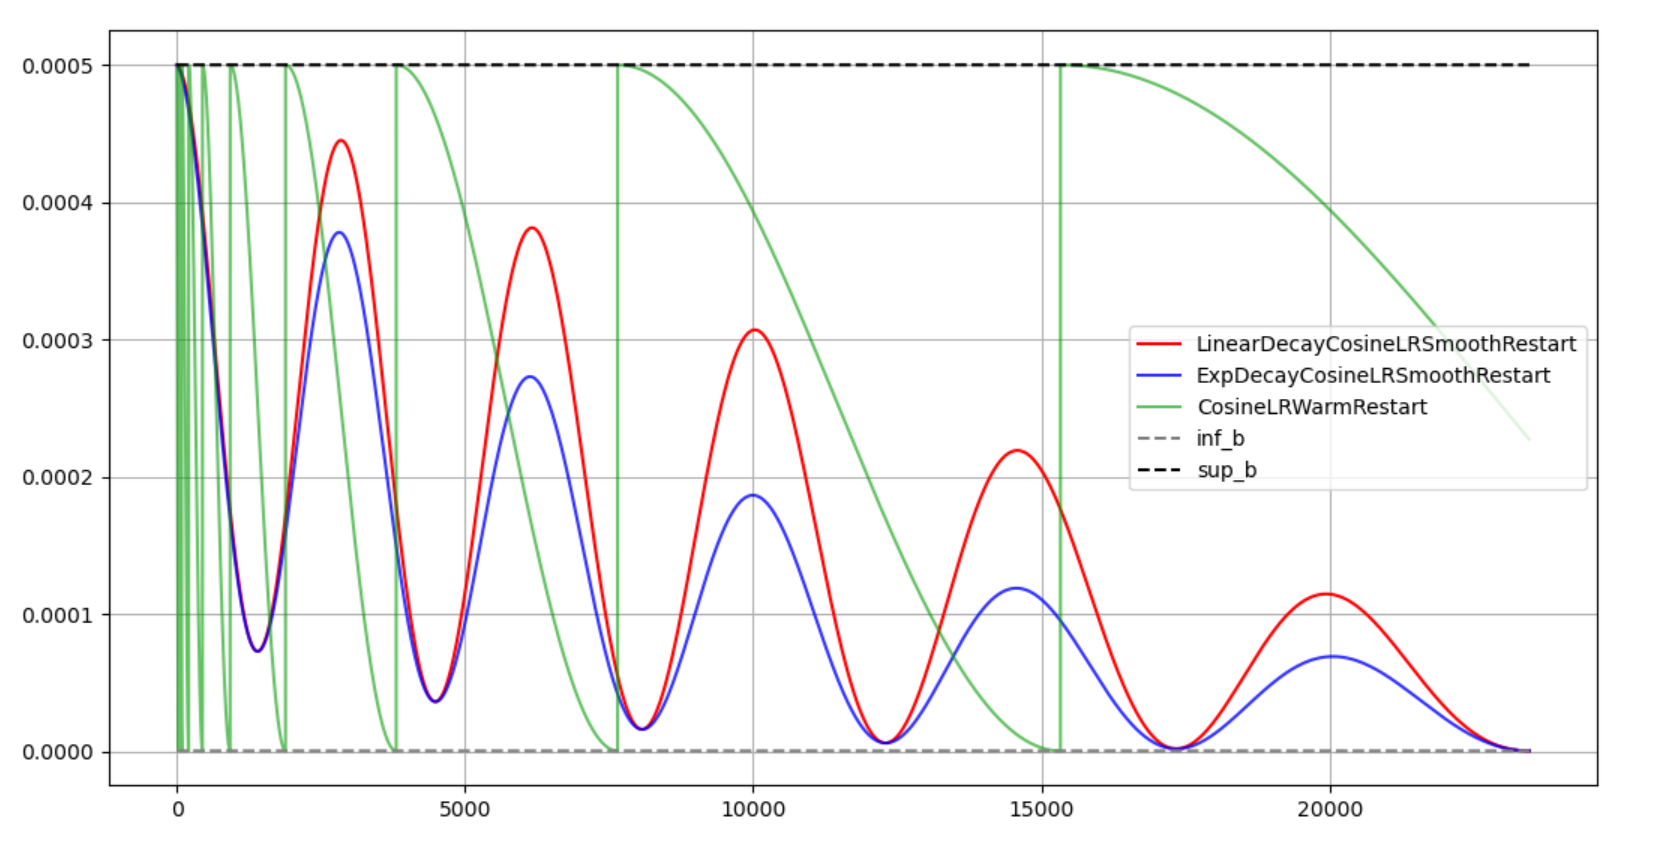 0.0005
0.0004
0.0003
0.0002
0.0001
0.0000
LinearDecayCosineLRSmoothRestart
ExpDecayCosineLRSmoothRestart
CosineLRWarmRestart
inf_b
sup_b
0 5000 10000 15000 20000